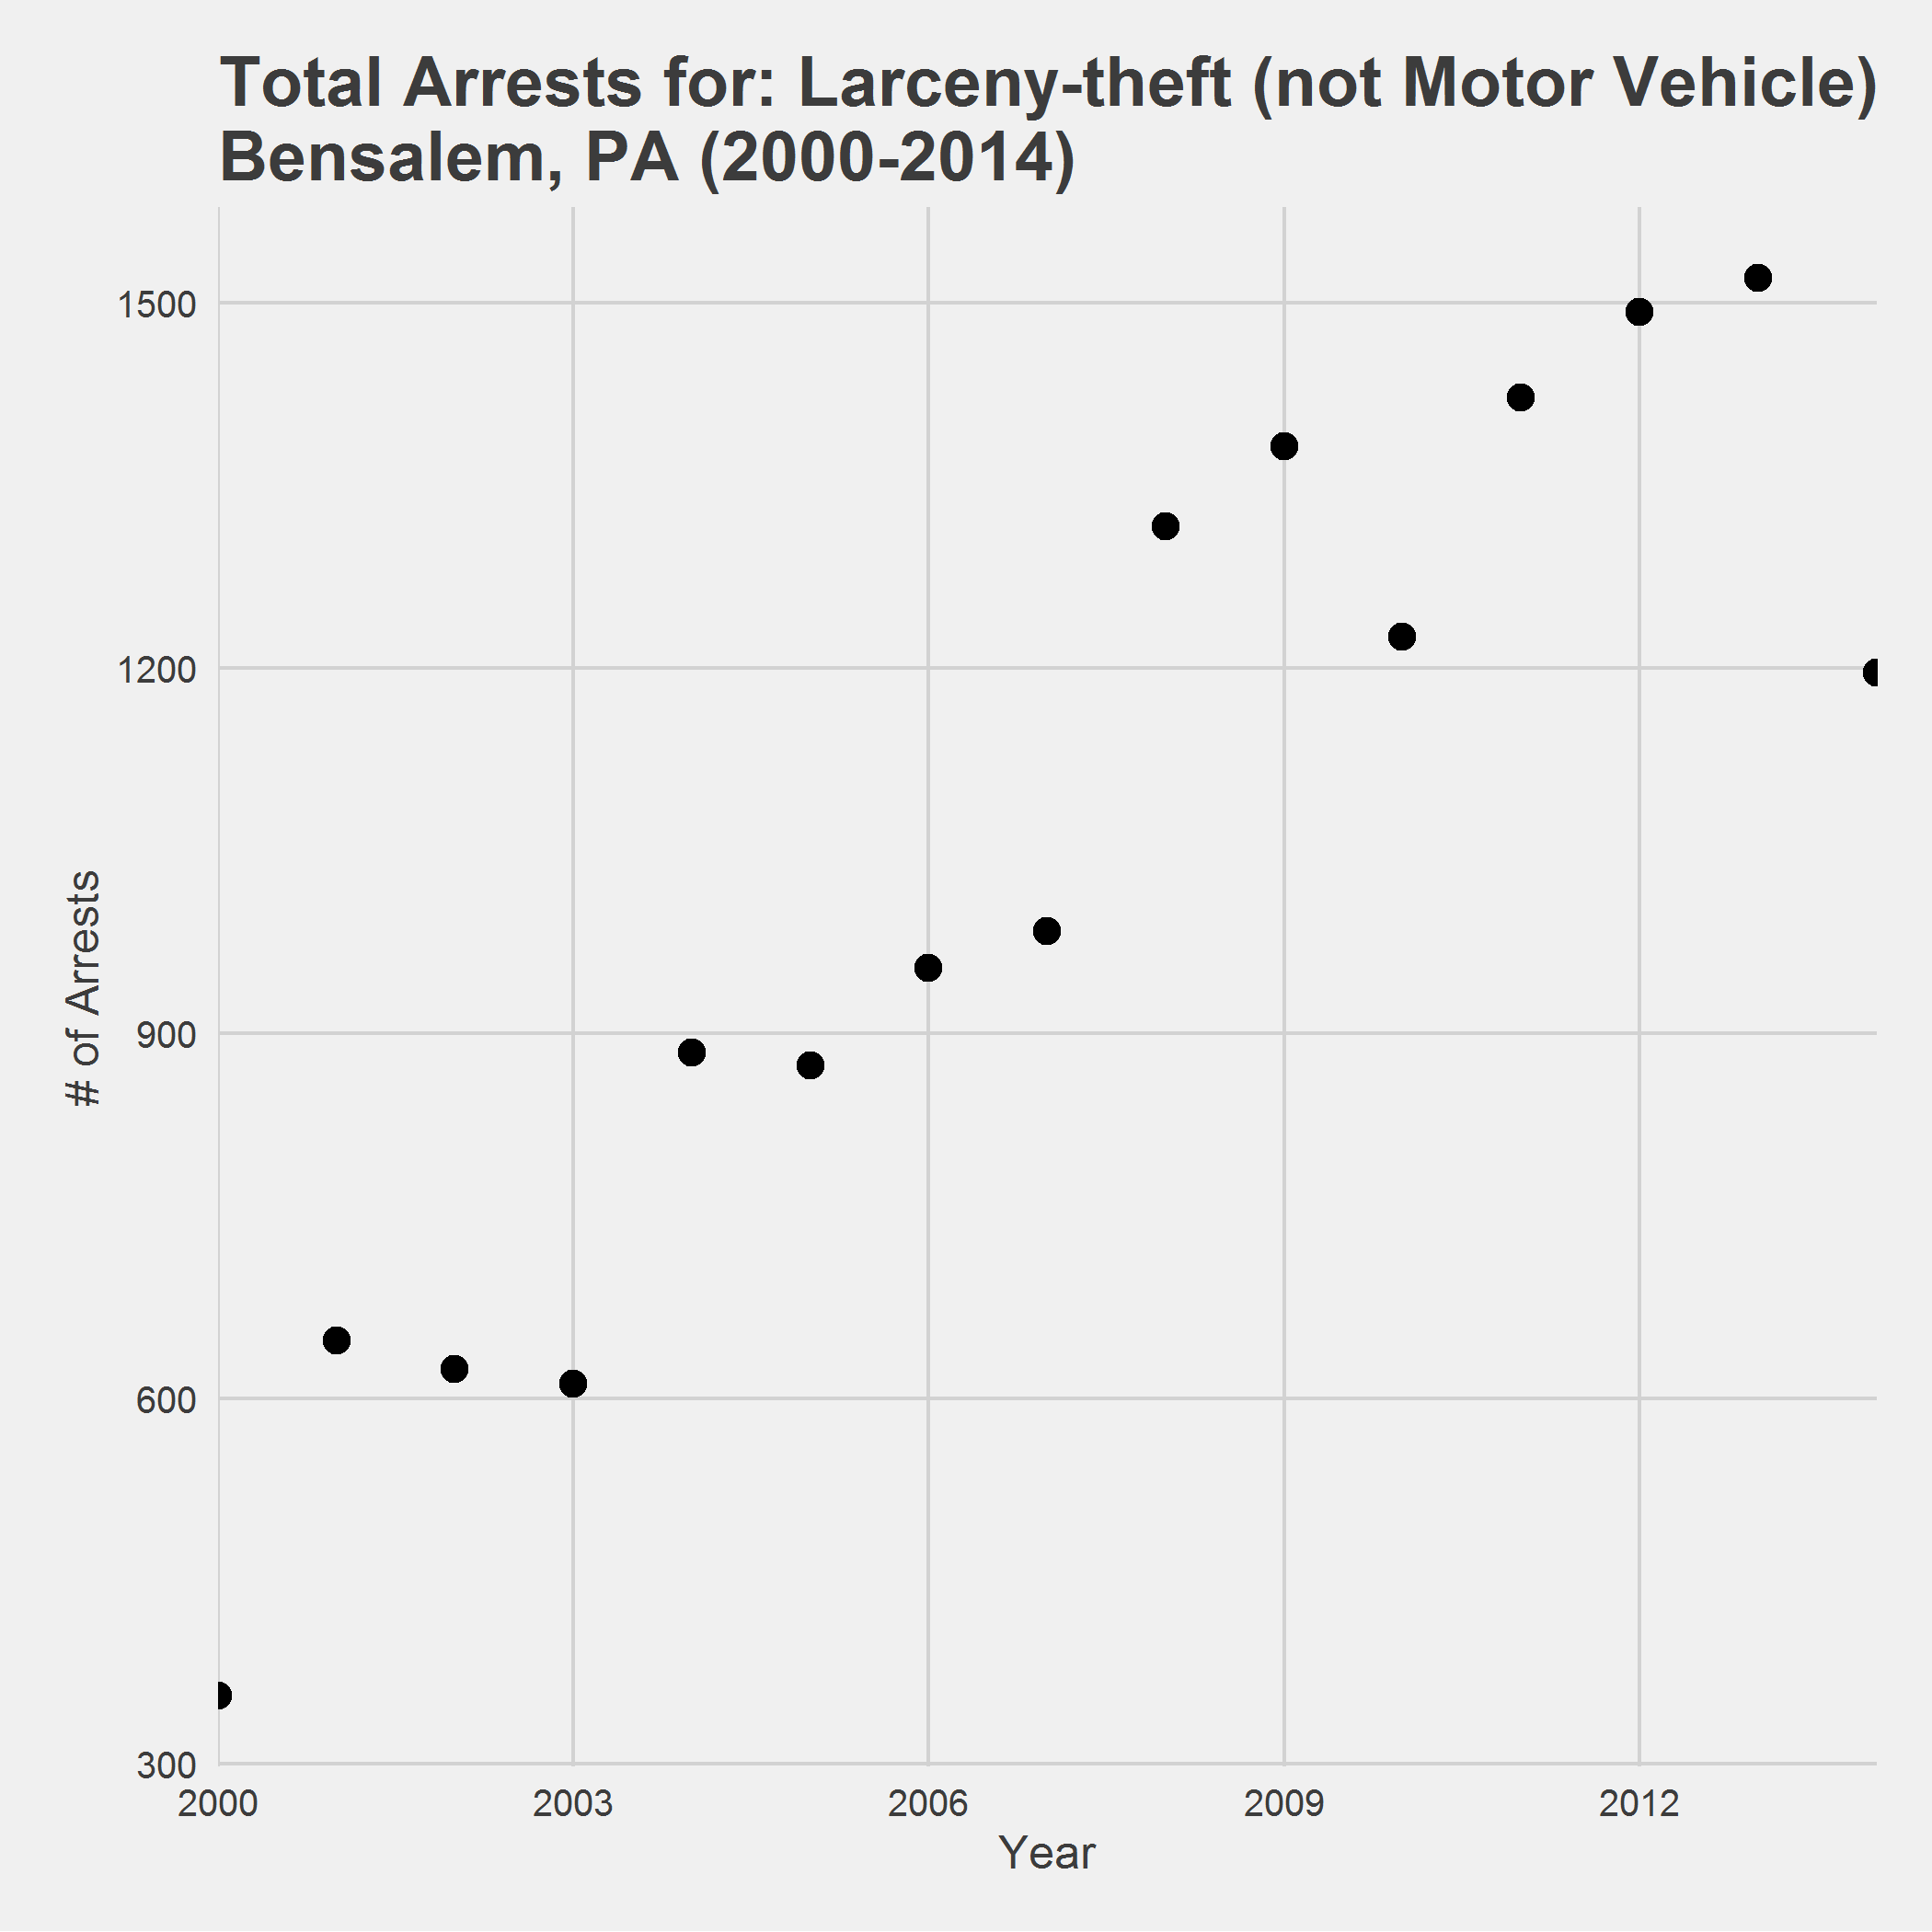 Total Arrests for: Larceny-theft (not Motor Vehicle)
Bensalem, PA (2000-2014)
# of Arrests
1500
1200
900
600
300
2000 2003 2006 2009 2012
Year